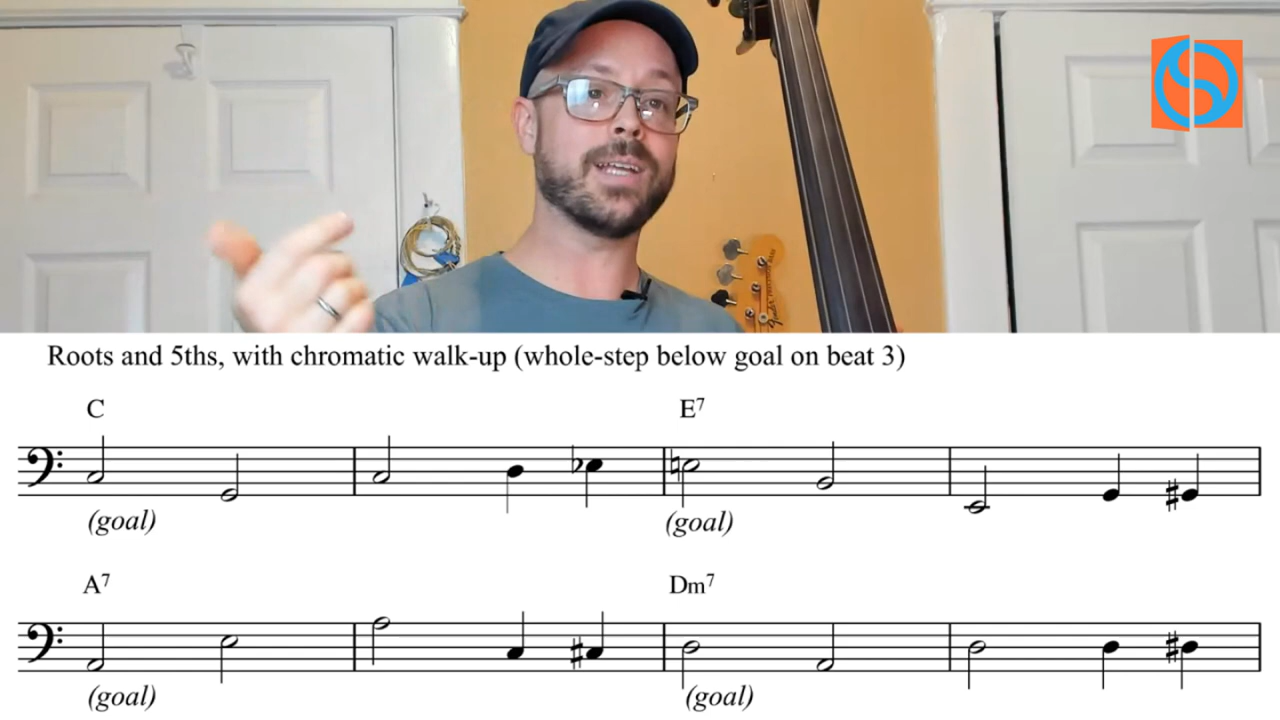 Roots and 5ths, with chromatic walk-up (whole-step below goal on beat 3)
C E7
(goal) (goal)
A7 Dm7
(goal) (goal)